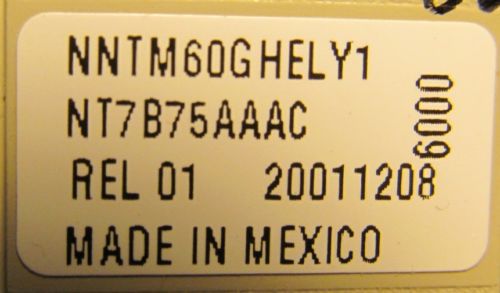 NNTM60GHELY1
NT7B75AAAC
REL 01 20011208
MADE IN MEXICO
6000